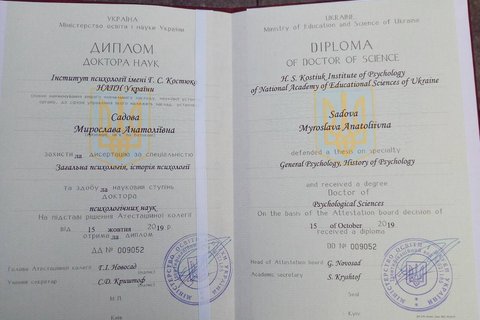 УКРАЇНА
Міністерство освіти і науки України
ДИПЛОМ
ДОКТОРА НАУК
Інститут психології імені Г. С. Костюка
НАПН України
Садова
Мирослава Анатоліївна
захисти ла дисертацію за спеціальністю
Загальна психологія, історія психології
та здобу ла науковий ступінь
доктора
психологічних наук
На підставі рішення Атестаційної колегії
від 15 жовтня 2019 р.
отрима ла диплом
ДД № 009052
Голова Атестаційної колегії Т.І. Новосад
Учений секретар С.Д. Криштоф
М.П.
Київ
UKRAINE
Ministry of Education and Science of Ukraine
DIPLOMA
OF DOCTOR OF SCIENCE
H. S. Kostiuk Institute of Psychology
of National Academy of Educational Sciences of Ukraine
Sadova
Myroslava Anatoliivna
defended a thesis on specialty
General Psychology, History of Psychology
and received a degree
Doctor of
Psychological Sciences
On the basis of the Attestation board decision of
15 of October 2019
received a diploma
DD № 009052
Head of Attestation board G. Novosad
Academic secretary S. Kryshtof
Seal
Kyiv